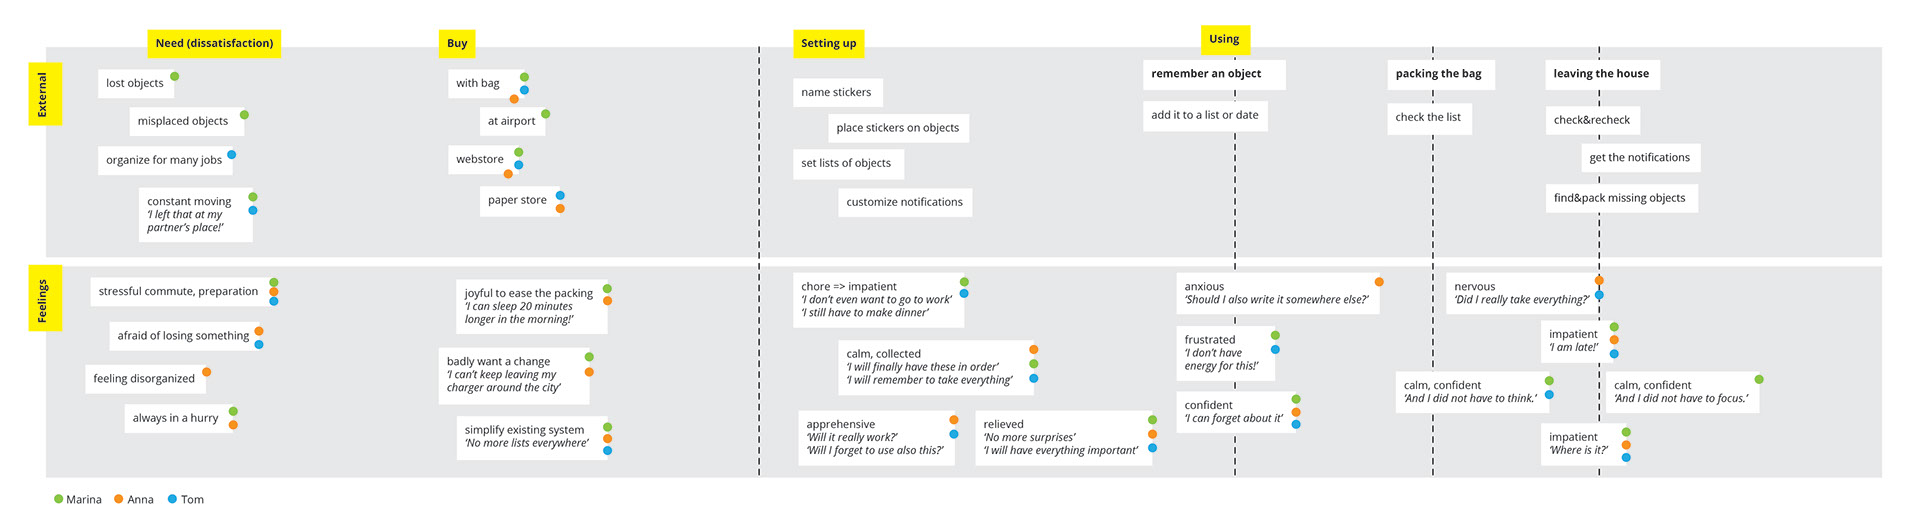 Need (dissatisfaction)
Buy
Setting up
Using
External
lost objects
misplaced objects
organize for many jobs
constant moving
‘I left that at my
partner’s place!’
with bag
at airport
webstore
paper store
name stickers
place stickers on objects
set lists of objects
customize notifications
remember an object
add it to a list or date
packing the bag
check the list
leaving the house
check&recheck
get the notifications
find&pack missing objects
Feelings
stressful commute, preparation
afraid of losing something
feeling disorganized
always in a hurry
joyful to ease the packing
‘I can sleep 20 minutes
longer in the morning!’
badly want a change
‘I can’t keep leaving my
charger around the city’
simplify existing system
‘No more lists everywhere’
chore => impatient
‘I don’t even want to go to work’
‘I still have to make dinner’
calm, collected
‘I will finally have these in order’
‘I will remember to take everything’
apprehensive
‘Will it really work?’
‘Will I forget to use also this?’
relieved
‘No more surprises’
‘I will have everything important’
anxious
‘Should I also write it somewhere else?’
frustrated
‘I don’t have
energy for this!’
confident
‘I can forget about it’
calm, confident
‘And I did not have to think.’
nervous
‘Did I really take everything?’
impatient
‘I am late!’
calm, confident
‘And I did not have to focus.’
impatient
‘Where is it?’
Marina
Anna
Tom